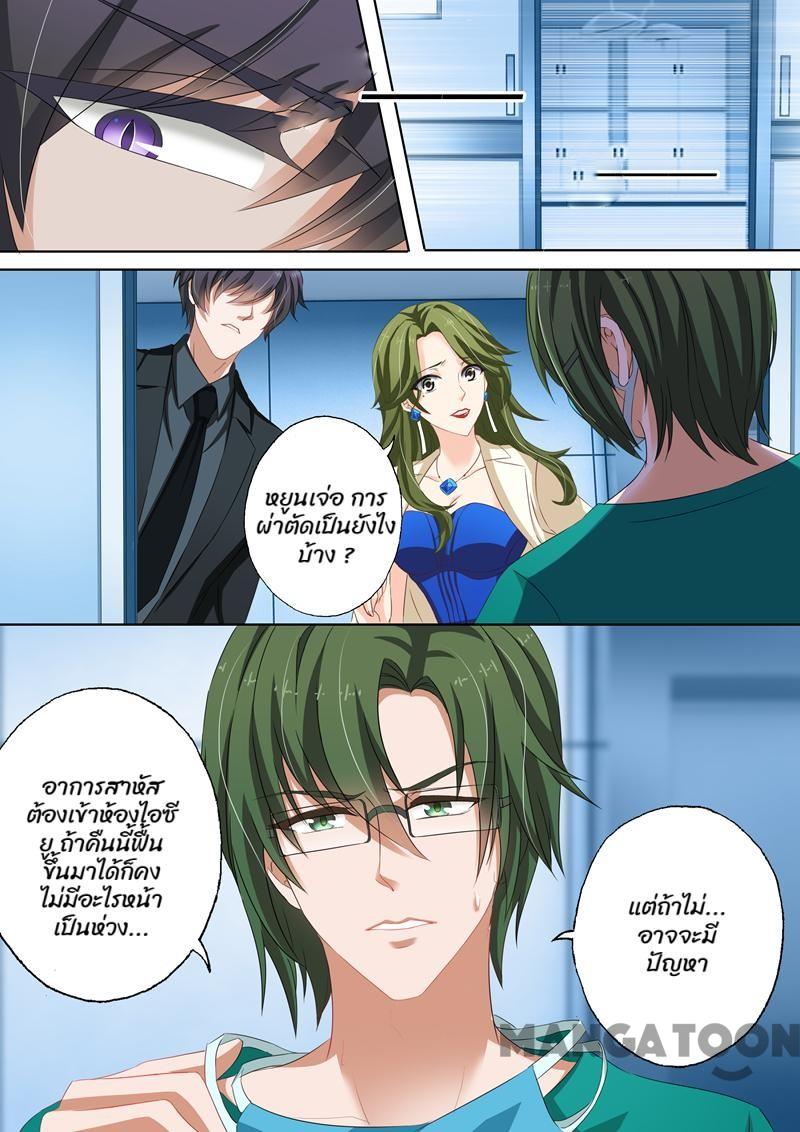 หยุนเจ่อ การ
ผ่าตัดเป็นยังไง
บ้าง ?
อาการสาหัส
ต้องเข้าห้องไอซี
ยู ถ้าคืนนี้ฟื้น
ขึ้นมาได้ก็คง
ไม่มีอะไรหน้า
เป็นห่วง...
แต่ถ้าไม่...
อาจจะมี
ปัญหา
MANGATOON